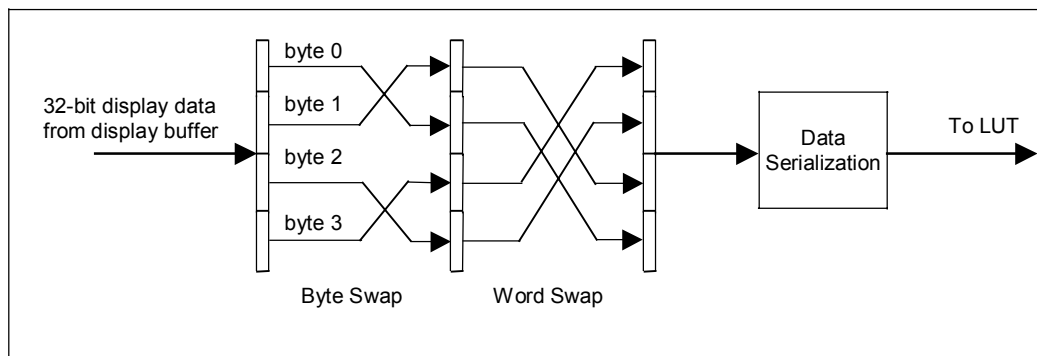 byte 0
32-bit display data
from display buffer
byte 1
byte 2
byte 3
Byte Swap
Word Swap
Data
Serialization
To LUT